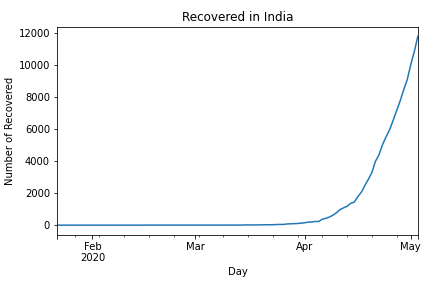 Recovered in India
Number of Recovered
12000
10000
8000
6000
4000
2000
0
Feb
2020
Mar
Apr
May
Day